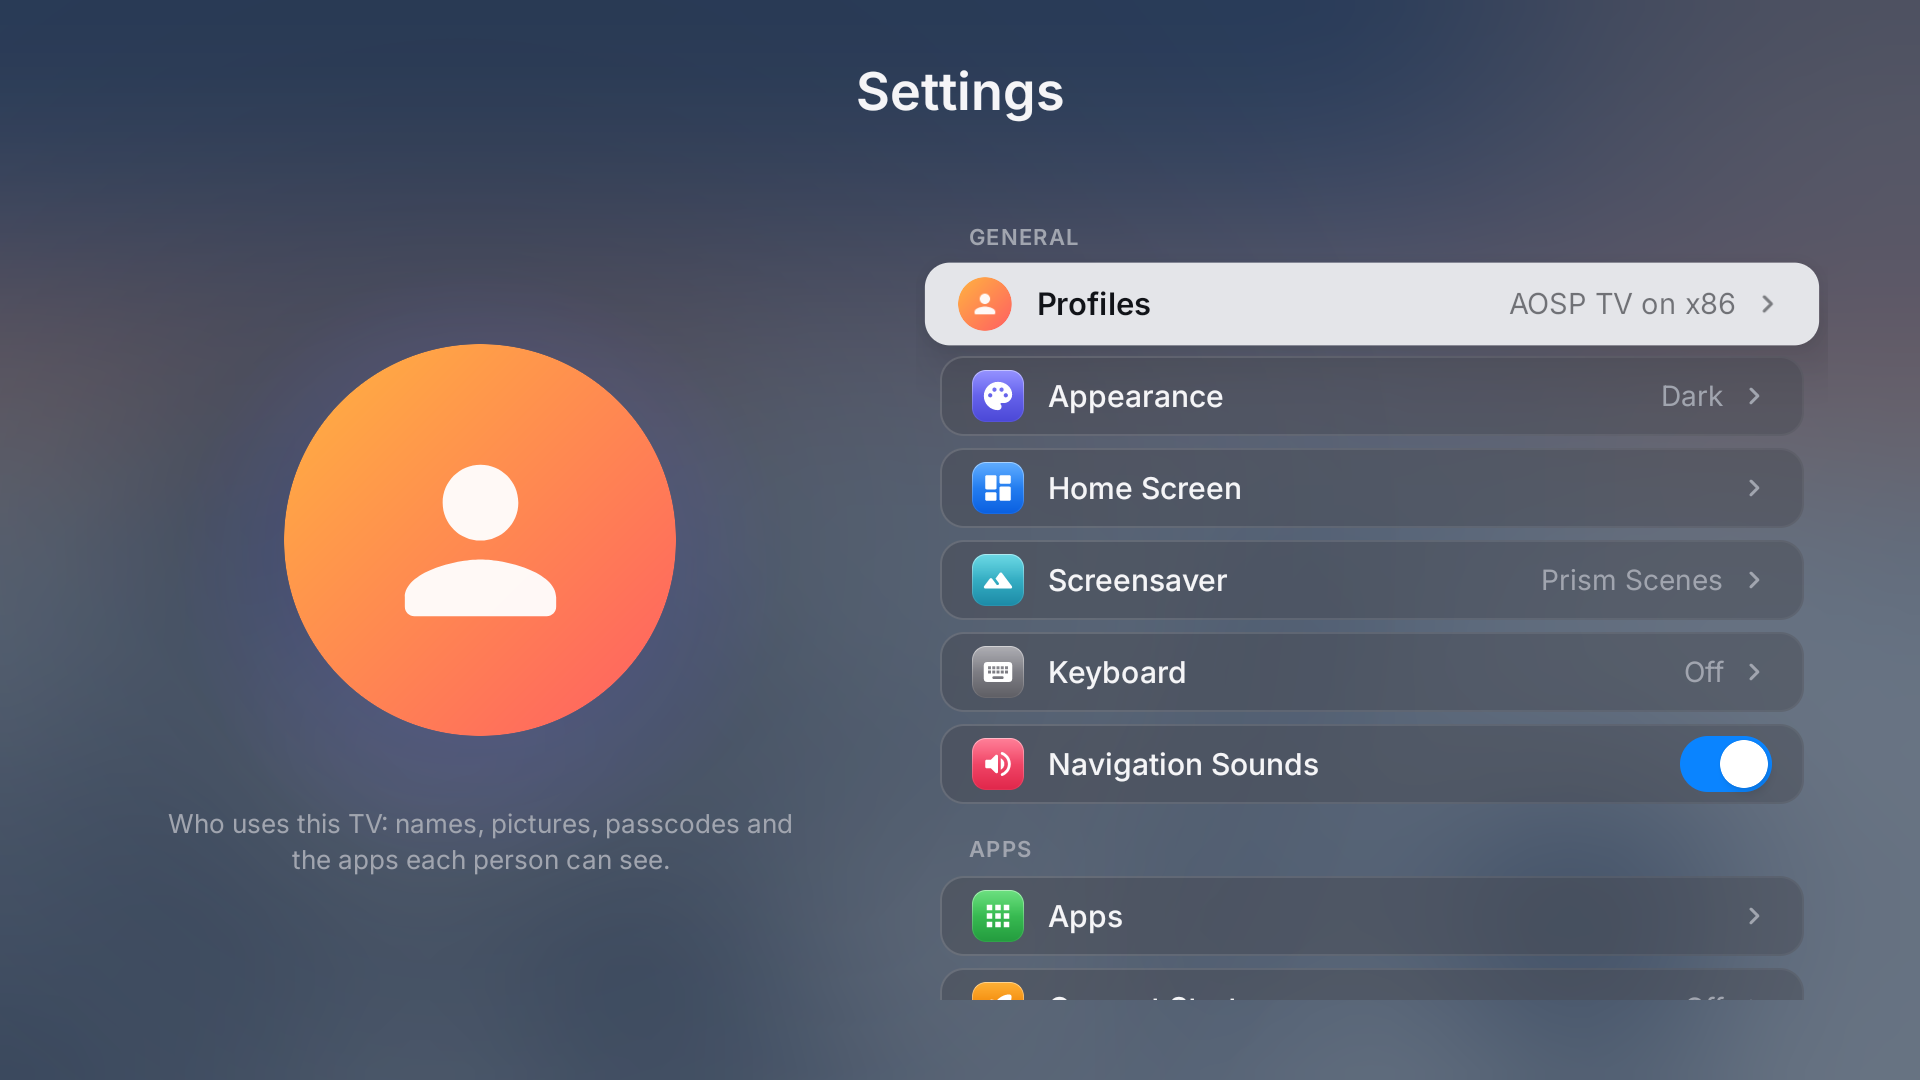 Settings
GENERAL
Profiles AOSP TV on x86
Appearance Dark
Home Screen
Screensaver Prism Scenes
Keyboard Off
Navigation Sounds
Who uses this TV: names, pictures, passcodes and
the apps each person can see.
APPS
Apps